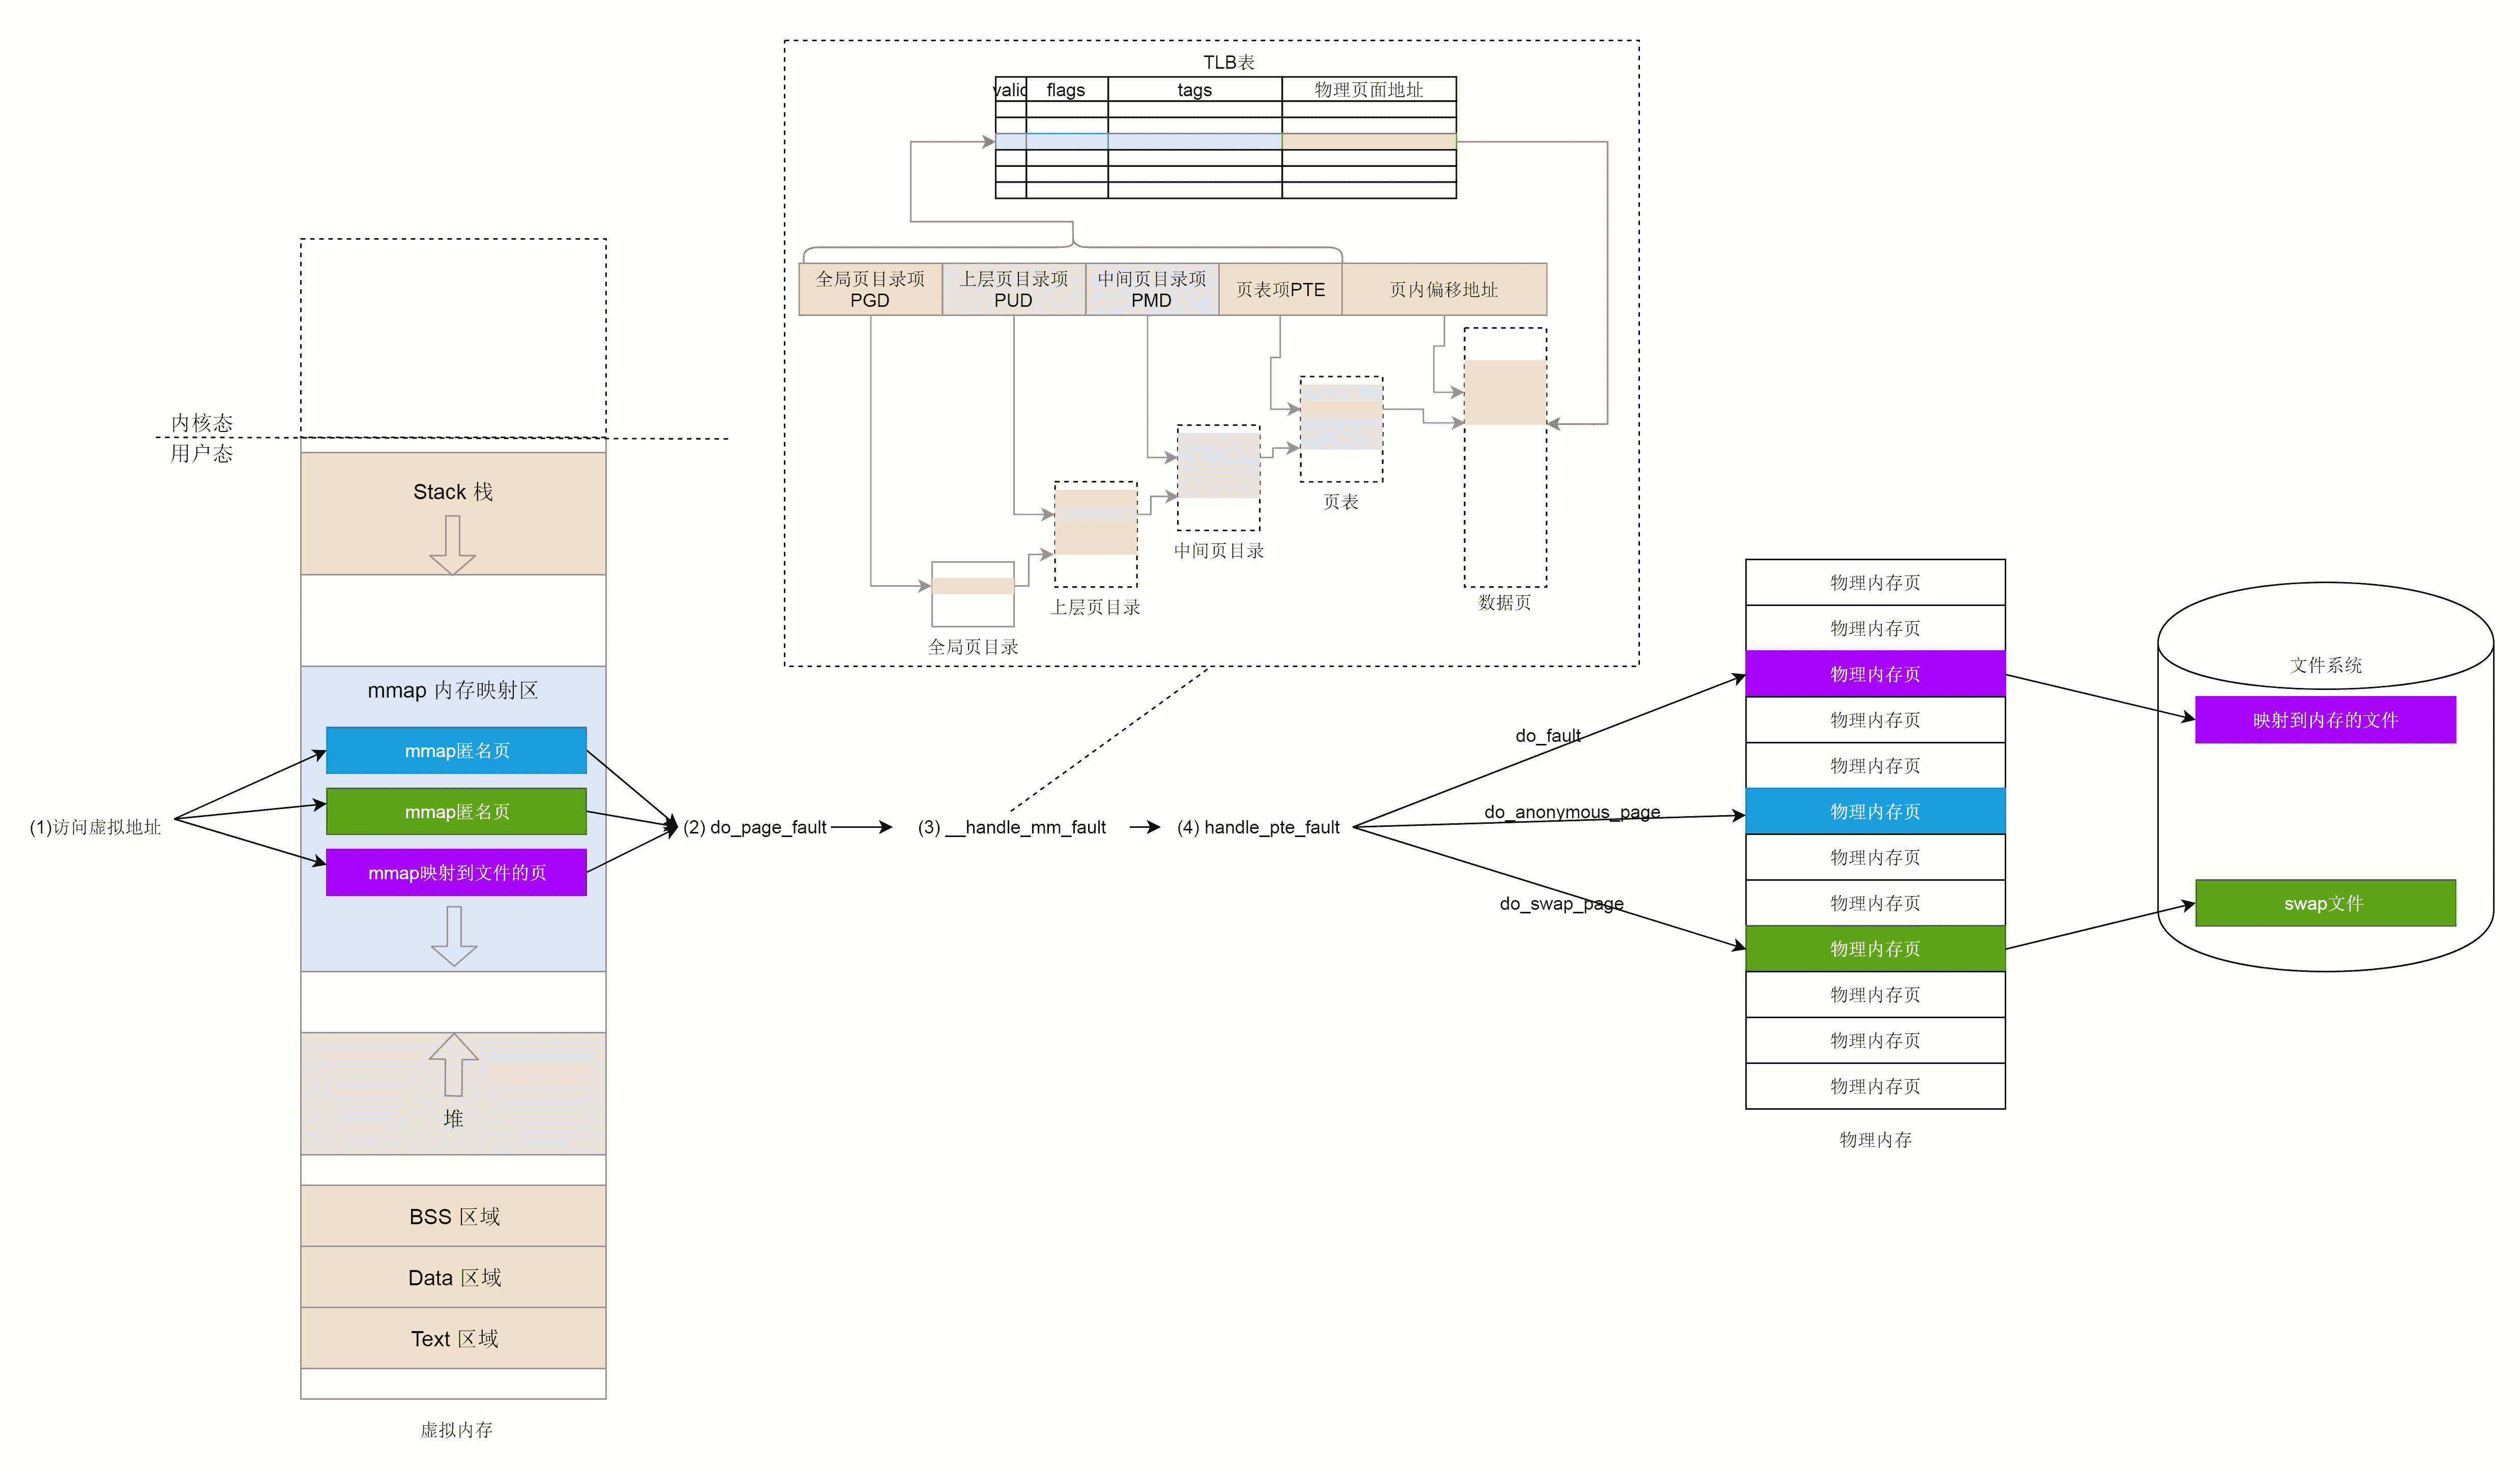 TLB表
valid
flags
tags
物理页面地址
全局页目录项
PGD
上层页目录项
PUD
中间页目录项
PMD
页表项PTE
页内偏移地址
页表
中间页目录
上层页目录
数据页
全局页目录
内核态
用户态
Stack 栈
mmap 内存映射区
mmap匿名页
mmap匿名页
mmap映射到文件的页
堆
BSS 区域
Data 区域
Text 区域
虚拟内存
(1)访问虚拟地址
(2) do_page_fault
(3) __handle_mm_fault
(4) handle_pte_fault
do_fault
do_anonymous_page
do_swap_page
物理内存页
物理内存页
物理内存页
物理内存页
物理内存页
物理内存页
物理内存页
物理内存页
物理内存页
物理内存页
物理内存页
物理内存页
物理内存
文件系统
映射到内存的文件
swap文件